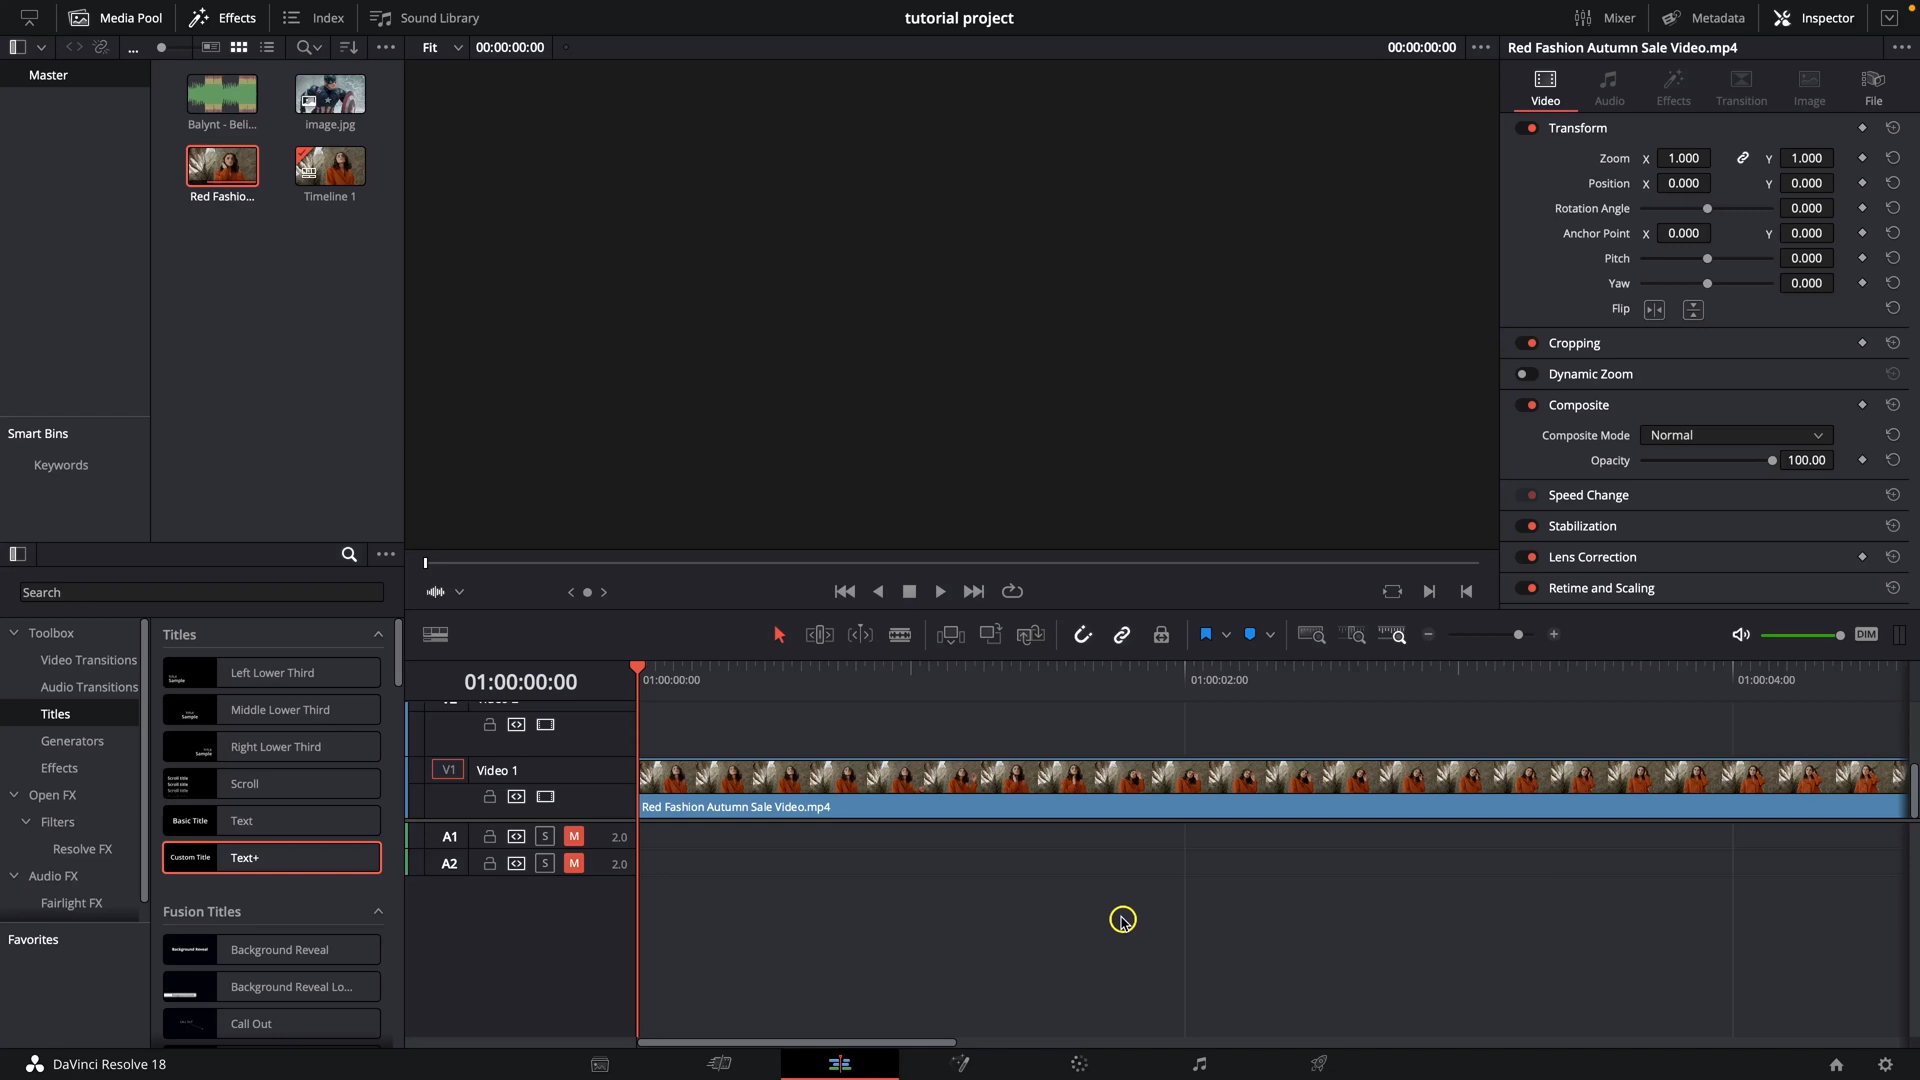 Media Pool
Effects
Index
Sound Library
tutorial project
Mixer
Metadata
Inspector
...
Fit
00:00:00:00
00:00:00:00
Red Fashion Autumn Sale Video.mp4
Master
Balynt - Beli...
image.jpg
Red Fashio...
Timeline 1
Smart Bins
Keywords
Video
Audio
Effects
Transition
Image
File
Transform
Zoom X 1.000 Y 1.000
Position X 0.000 Y 0.000
Rotation Angle 0.000
Anchor Point X 0.000 Y 0.000
Pitch 0.000
Yaw 0.000
Flip
Cropping
Dynamic Zoom
Composite
Composite Mode Normal
Opacity 100.00
Speed Change
Stabilization
Lens Correction
Retime and Scaling
Search
Toolbox
Video Transitions
Audio Transitions
Titles
Generators
Effects
Open FX
Filters
Resolve FX
Audio FX
Fairlight FX
Favorites
Titles
Left Lower Third
Middle Lower Third
Right Lower Third
Scroll
Basic Title Text
Custom Title Text+
Fusion Titles
Background Reveal Background Reveal
Background Reveal Lo...
Call Out
DIM
01:00:00:00
01:00:00:00
01:00:02:00
01:00:04:00
V1 Video 1
Red Fashion Autumn Sale Video.mp4
A1 S M 2.0
A2 S M 2.0
DaVinci Resolve 18